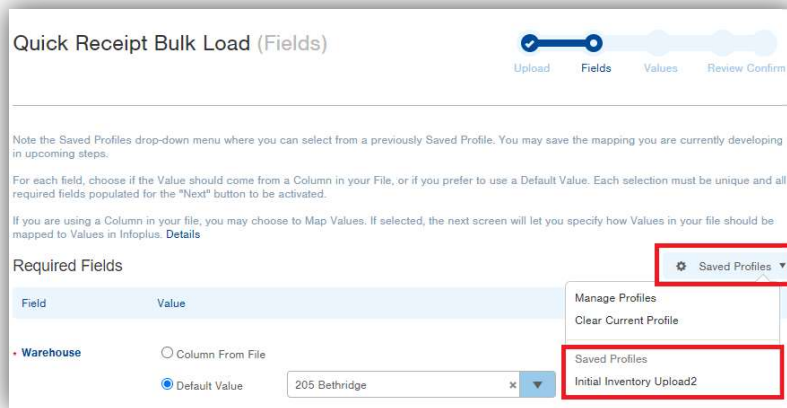 Quick Receipt Bulk Load (Fields)
Upload Fields Values Review Confirm
Note the Saved Profiles drop-down menu where you can select from a previously Saved Profile. You may save the mapping you are currently developing
in upcoming steps.
For each field, choose if the Value should come from a Column in your File, or if you prefer to use a Default Value. Each selection must be unique and all
required fields populated for the "Next" button to be activated.
If you are using a Column in your file, you may choose to Map Values. If selected, the next screen will let you specify how Values in your file should be
mapped to Values in Infoplus. Details
Required Fields
Saved Profiles
Field Value
Manage Profiles
Clear Current Profile
Warehouse
Column From File
Saved Profiles
Default Value 205 Bethridge
Initial Inventory Upload2